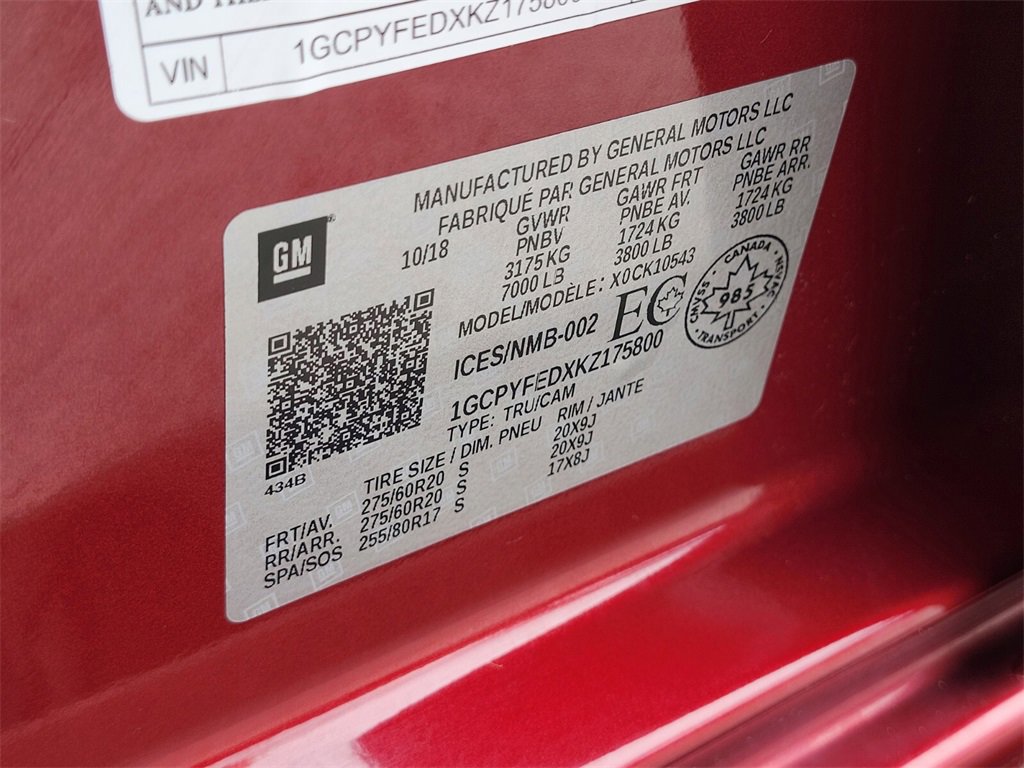 AND
VIN 1GCPYFEDXKZ175800
MANUFACTURED BY GENERAL MOTORS LLC
FABRIQUÉ PAR GENERAL MOTORS LLC
GM
10/18 GVWR GAWR FRT GAWR RR
PNBV PNBE AV. PNBE ARR.
3175 KG 1724 KG 1724 KG
7000 LB 3800 LB 3800 LB
MODEL/MODÈLE: X0CK10543
ICES/NMB-002 EC
CANADA NSVAC 985 TRANSPORT SSANC
1GCPYFEDXKZ175800
TYPE: TRU/CAM
434B
TIRE SIZE / DIM. PNEU RIM / JANTE
FRT/AV. 275/60R20 S 20X9J
RR/ARR. 275/60R20 S 20X9J
SPA/SOS 255/80R17 S 17X8J